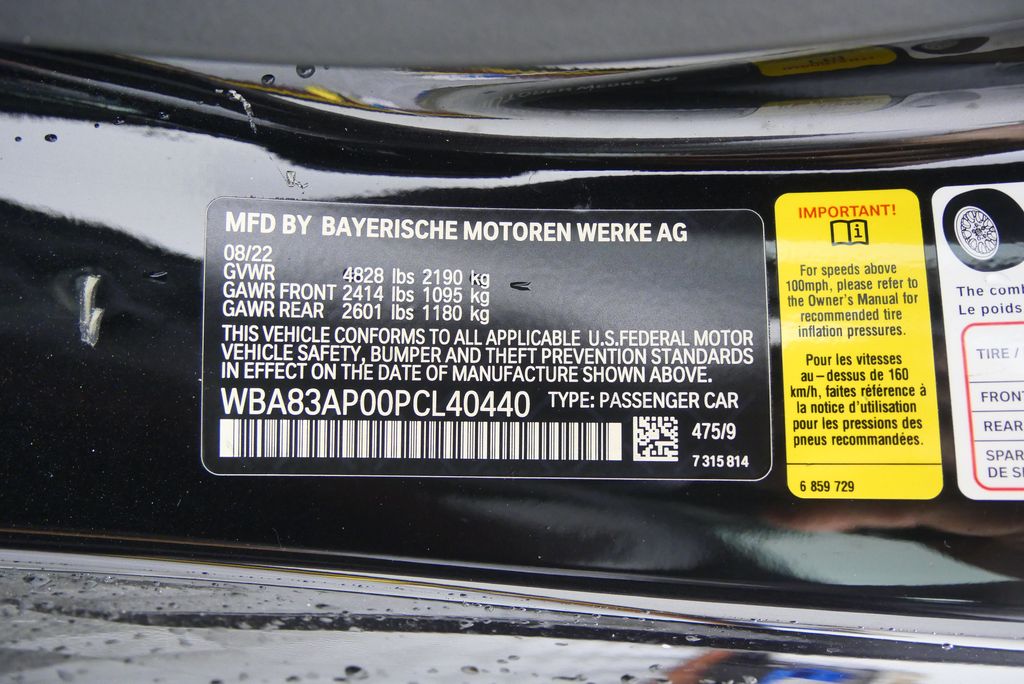 MFD BY BAYERISCHE MOTOREN WERKE AG
08/22
GVWR 4828 lbs 2190 kg
GAWR FRONT 2414 lbs 1095 kg
GAWR REAR 2601 lbs 1180 kg
THIS VEHICLE CONFORMS TO ALL APPLICABLE U.S.FEDERAL MOTOR
VEHICLE SAFETY, BUMPER AND THEFT PREVENTION STANDARDS
IN EFFECT ON THE DATE OF MANUFACTURE SHOWN ABOVE.
WBA83AP00PCL40440 TYPE: PASSENGER CAR
475/9
7 315 814
IMPORTANT!
For speeds above
100mph, please refer to
the Owner's Manual for
recommended tire
inflation pressures.
Pour les vitesses
au-dessus de 160
km/h, faites référence à
la notice d'utilisation
pour les pressions des
pneus recommandées.
6 859 729
The comb
Le poids
TIRE /
FRONT
REAR
SPAR
DE S